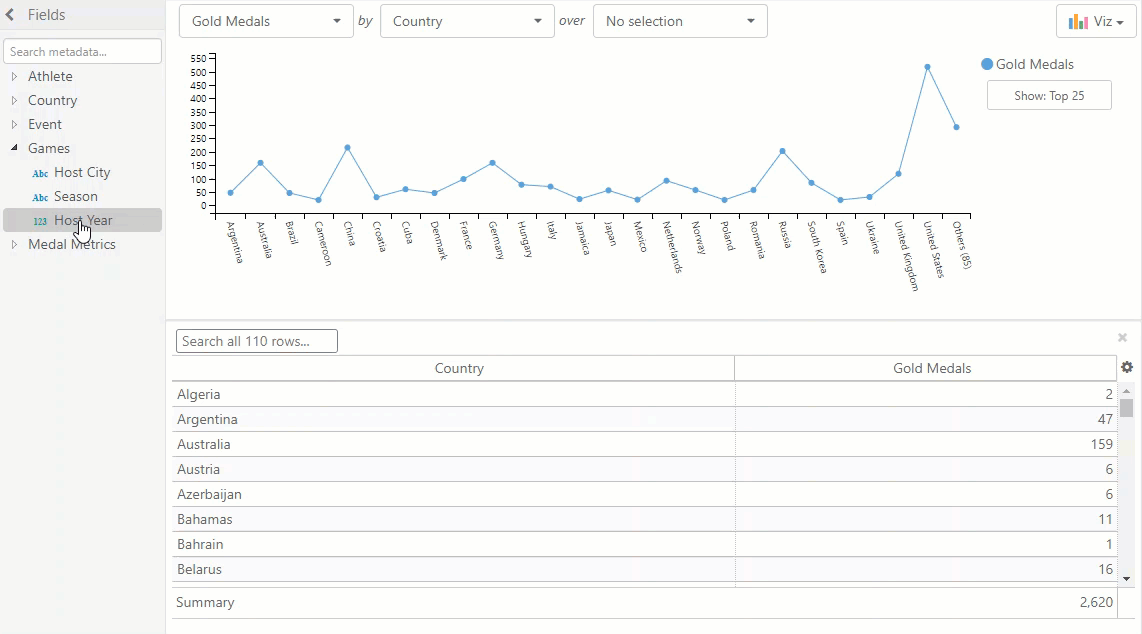 Fields
Search metadata...
Athlete
Country
Event
Games
Abc Host City
Abc Season
123 Host Year
Medal Metrics
Gold Medals by Country over No selection Viz
550
500
450
400
350
300
250
200
150
100
50
0
Argentina
Australia
Brazil
Cameroon
China
Croatia
Cuba
Denmark
France
Germany
Hungary
Italy
Jamaica
Japan
Mexico
Netherlands
Norway
Poland
Romania
Russia
South Korea
Spain
Ukraine
United Kingdom
United States
Others (85)
Gold Medals
Show: Top 25
Search all 110 rows...
Country Gold Medals
Algeria 2
Argentina 47
Australia 159
Austria 6
Azerbaijan 6
Bahamas 11
Bahrain 1
Belarus 16
Summary 2,620